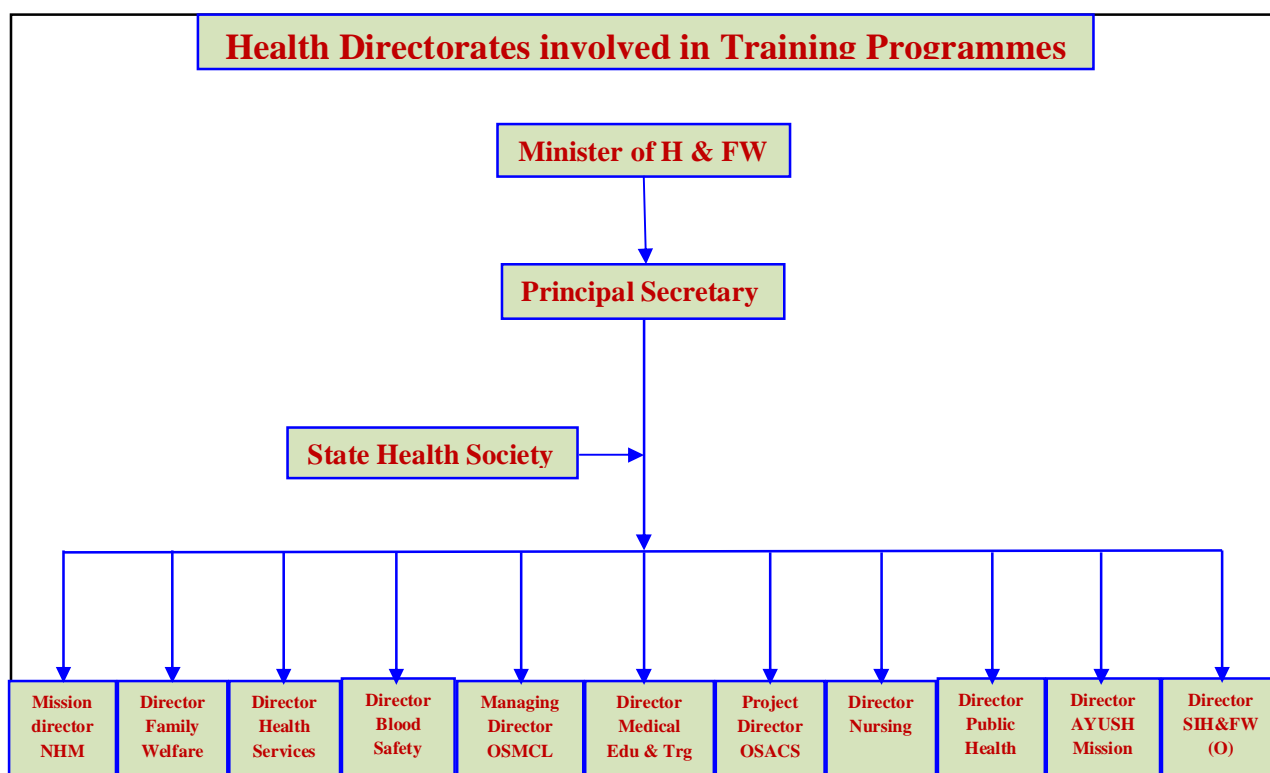 Health Directorates involved in Training Programmes
Minister of H & FW
Principal Secretary
State Health Society
Mission
director
NHM
Director
Family
Welfare
Director
Health
Services
Director
Blood
Safety
Managing
Director
OSMCL
Director
Medical
Edu & Trg
Project
Director
OSACS
Director
Nursing
Director
Public
Health
Director
AYUSH
Mission
Director
SIH&FW
(O)